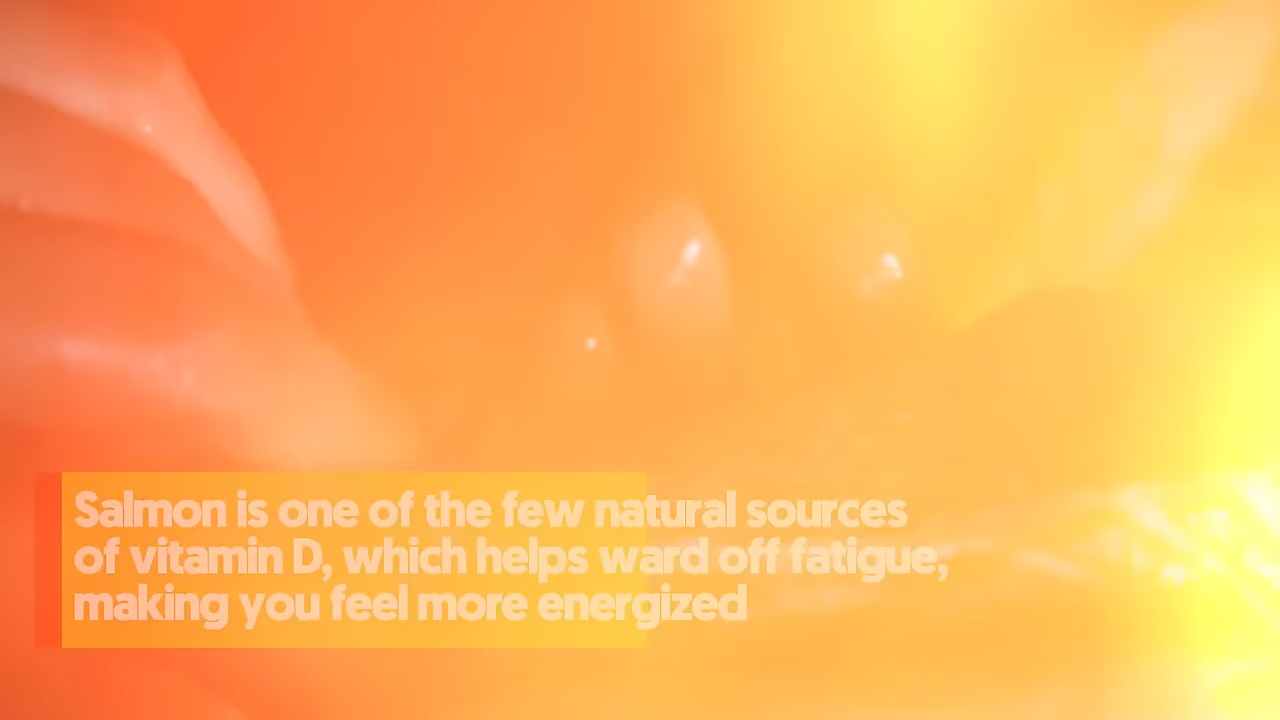 Salmon is one of the few natural sources
of vitamin D, which helps ward off fatigue,
making you feel more energized